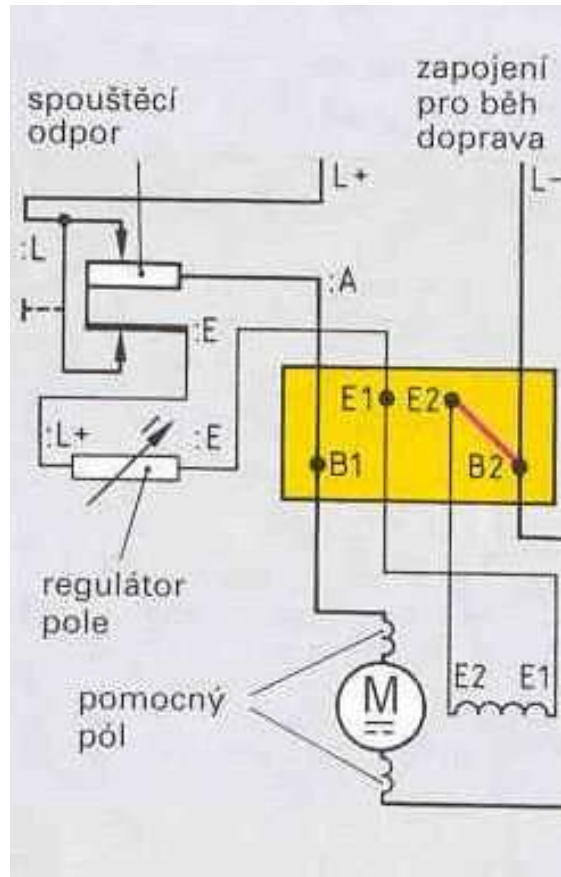 spouštěcí
odpor
zapojení
pro běh
doprava
L+
L-
:L
:A
:E
:L+
:E
E1
E2
B1
B2
regulátor
pole
E2
E1
M
pomocný
pól